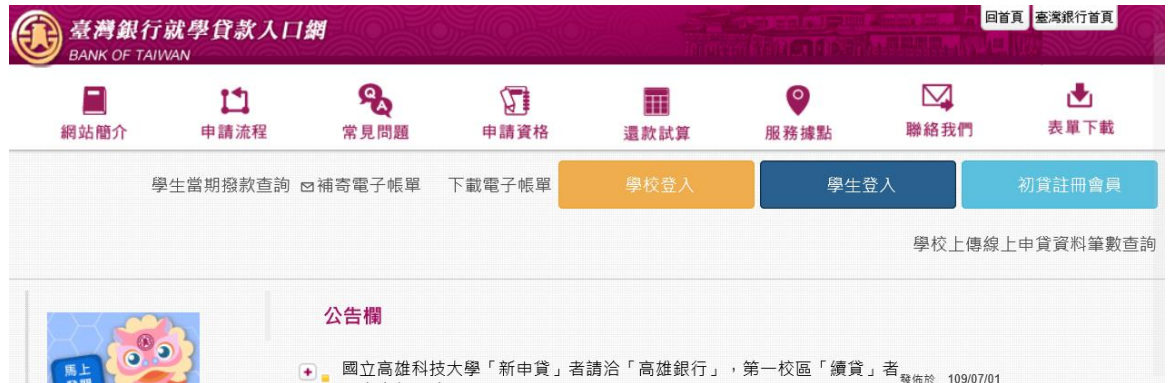 回首頁 臺灣銀行首頁
臺灣銀行就學貸款入口網
BANK OF TAIWAN
網站簡介 申請流程 常見問題 申請資格 還款試算 服務據點 聯絡我們 表單下載
學生當期撥款查詢 補寄電子帳單 下載電子帳單 學校登入 學生登入 初貸註冊會員
學校上傳線上申貸資料筆數查詢
公告欄
馬上
國立高雄科技大學「新申貸」者請洽「高雄銀行」，第一校區「續貸」者
發佈於 109/07/01